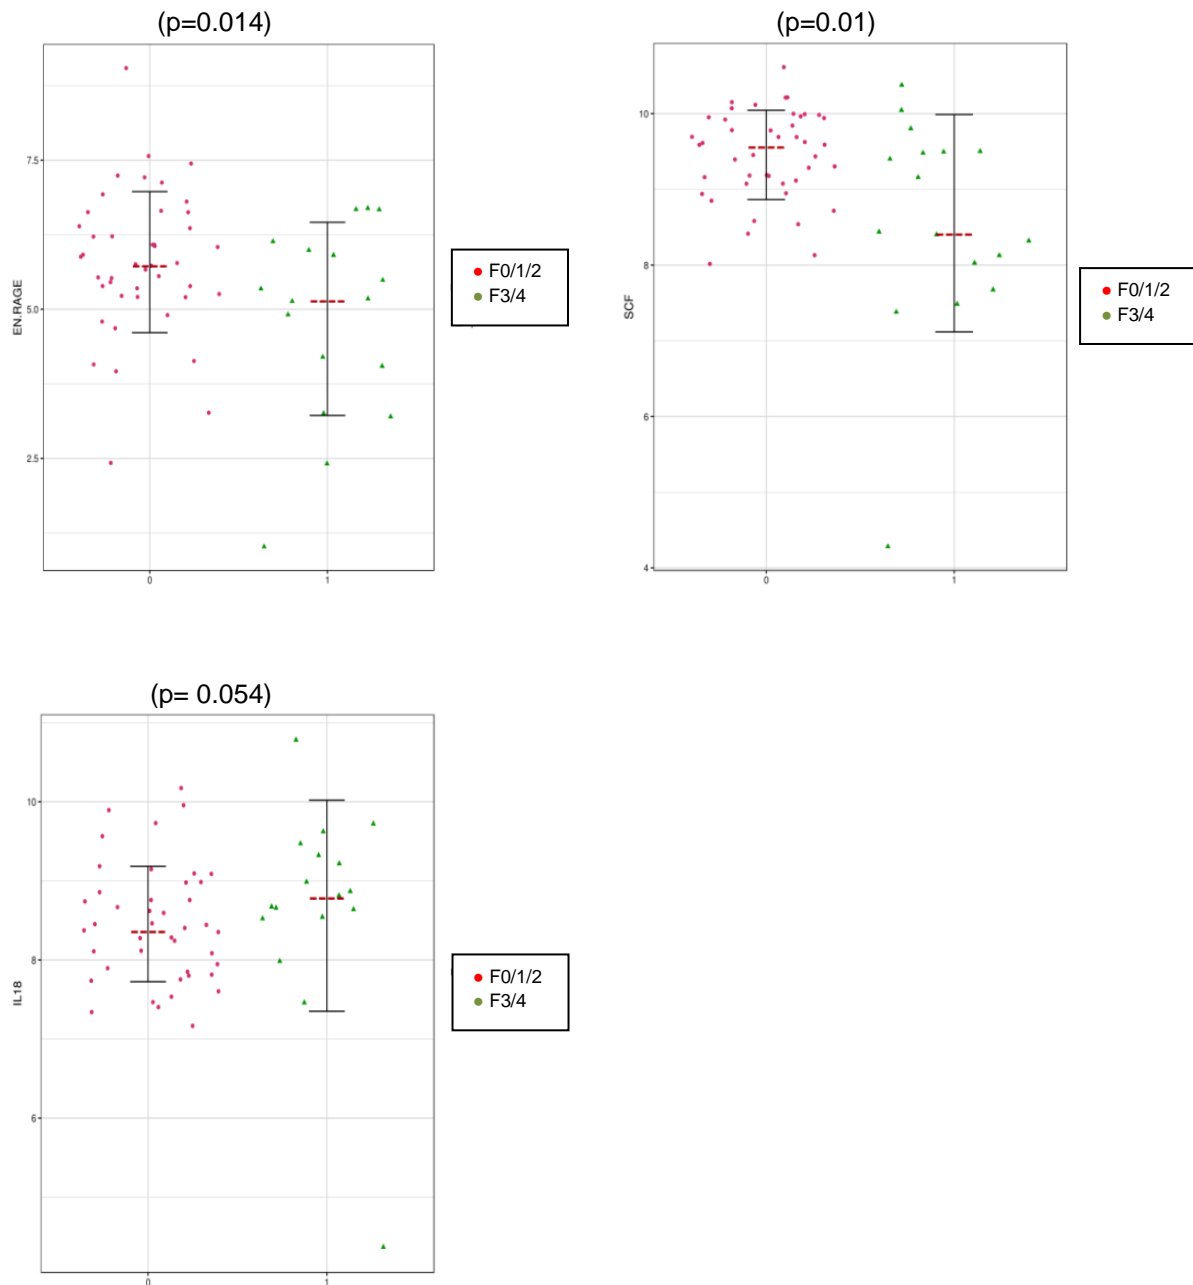 (p=0.014)
7.5
5.0
2.5
EN.RAGE
0
1
F0/1/2
F3/4
(p=0.01)
10
8
6
4
SCF
0
1
F0/1/2
F3/4
(p= 0.054)
10
8
6
IL18
0
1
F0/1/2
F3/4